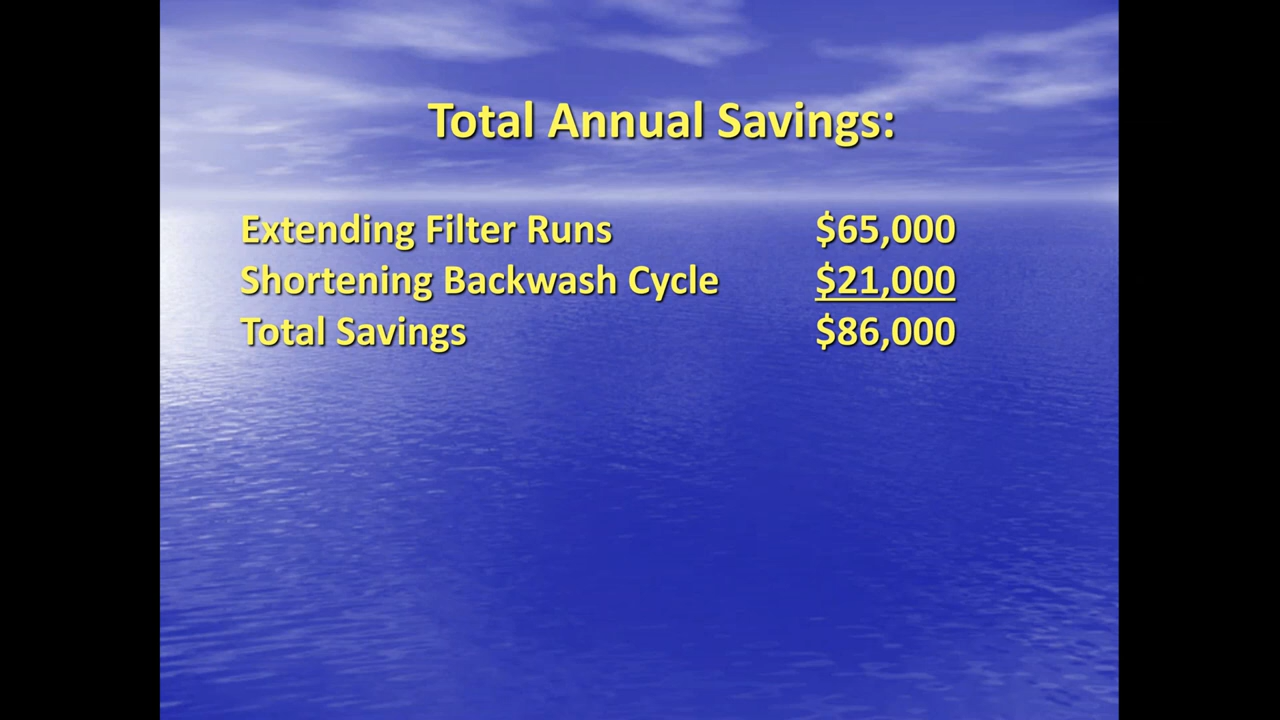 Total Annual Savings:
Extending Filter Runs $65,000
Shortening Backwash Cycle $21,000
Total Savings $86,000